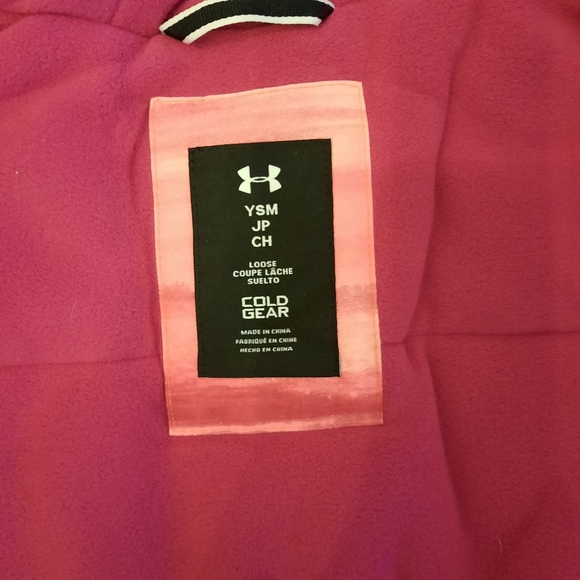 YSM
JP
CH
LOOSE
COUPE LÂCHE
SUELTO
COLD
GEAR
MADE IN CHINA
FABRIQUÉ EN CHINE
HECHO EN CHINA